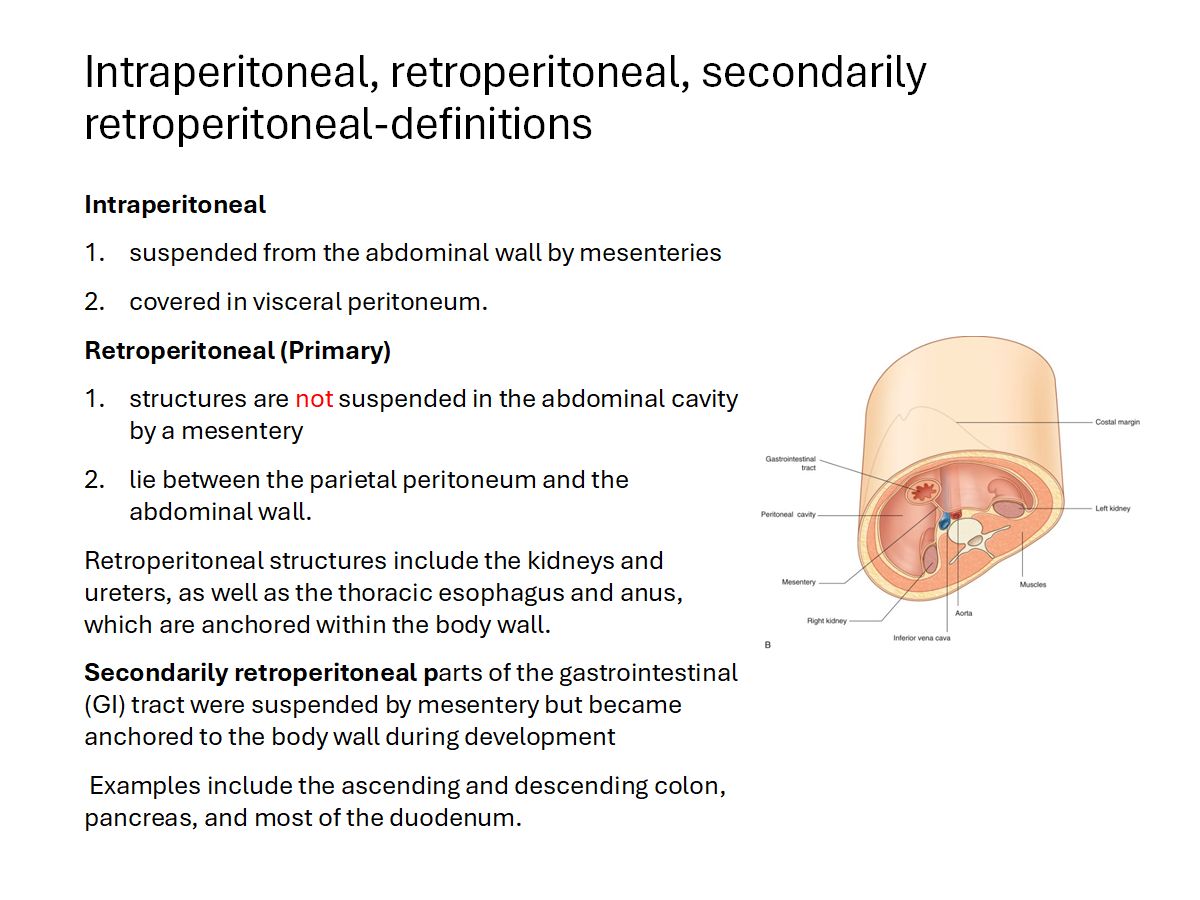 Intraperitoneal, retroperitoneal, secondarily
retroperitoneal-definitions
Intraperitoneal
1. suspended from the abdominal wall by mesenteries
2. covered in visceral peritoneum.
Retroperitoneal (Primary)
1. structures are not suspended in the abdominal cavity
by a mesentery
2. lie between the parietal peritoneum and the
abdominal wall.
Retroperitoneal structures include the kidneys and
ureters, as well as the thoracic esophagus and anus,
which are anchored within the body wall.
Secondarily retroperitoneal parts of the gastrointestinal
(GI) tract were suspended by mesentery but became
anchored to the body wall during development
Examples include the ascending and descending colon,
pancreas, and most of the duodenum.
Costal margin
Gastrointestinal
tract
Left kidney
Peritoneal cavity
Mesentery
Muscles
Aorta
Right kidney
Inferior vena cava
B